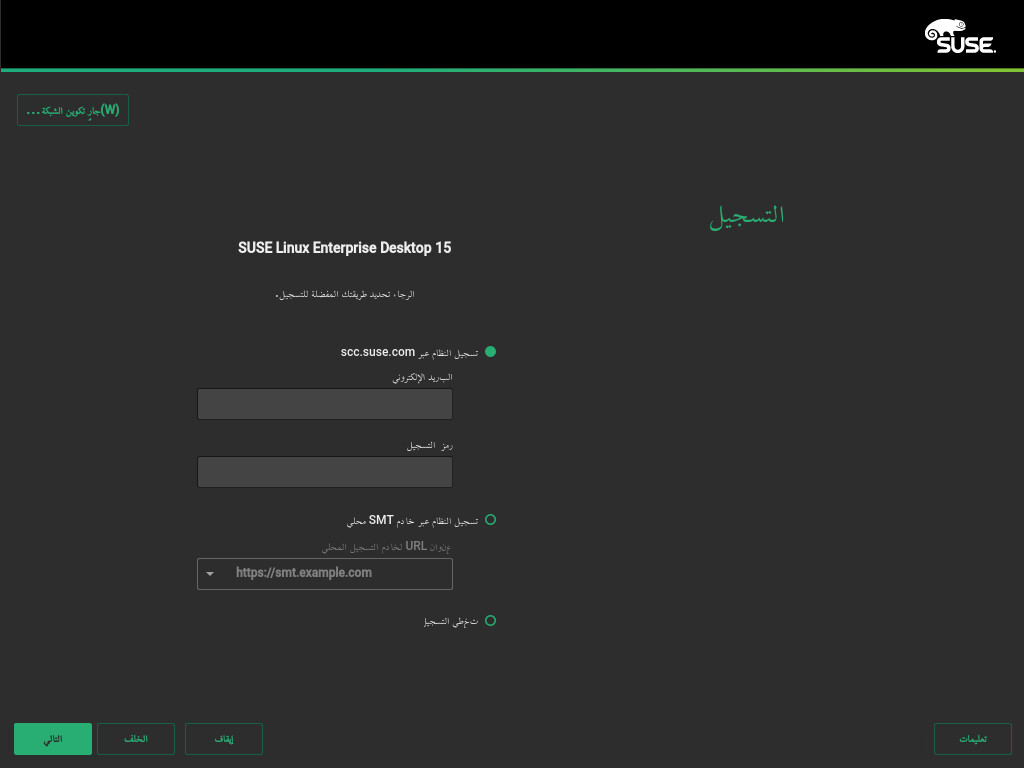 SUSE.
جارٍ تكوين الشبكة(W)...
التسجيل
SUSE Linux Enterprise Desktop 15
الرجاء تحديد طريقتك المفضلة للتسجيل.
تسجيل النظام عبر scc.suse.com
البريد الإلكتروني
رمز التسجيل
تسجيل النظام عبر خادم SMT محلي
عنوان URL لخادم التسجيل المحلي
https://smt.example.com
تخطي التسجيل
تعليمات
إيقاف
الخلف
التالي